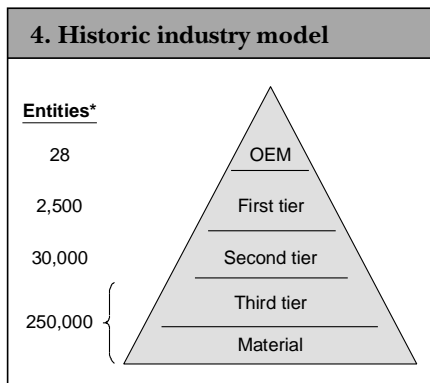 4. Historic industry model
Entities*
28 OEM
2,500 First tier
30,000 Second tier
Third tier
250,000
Material